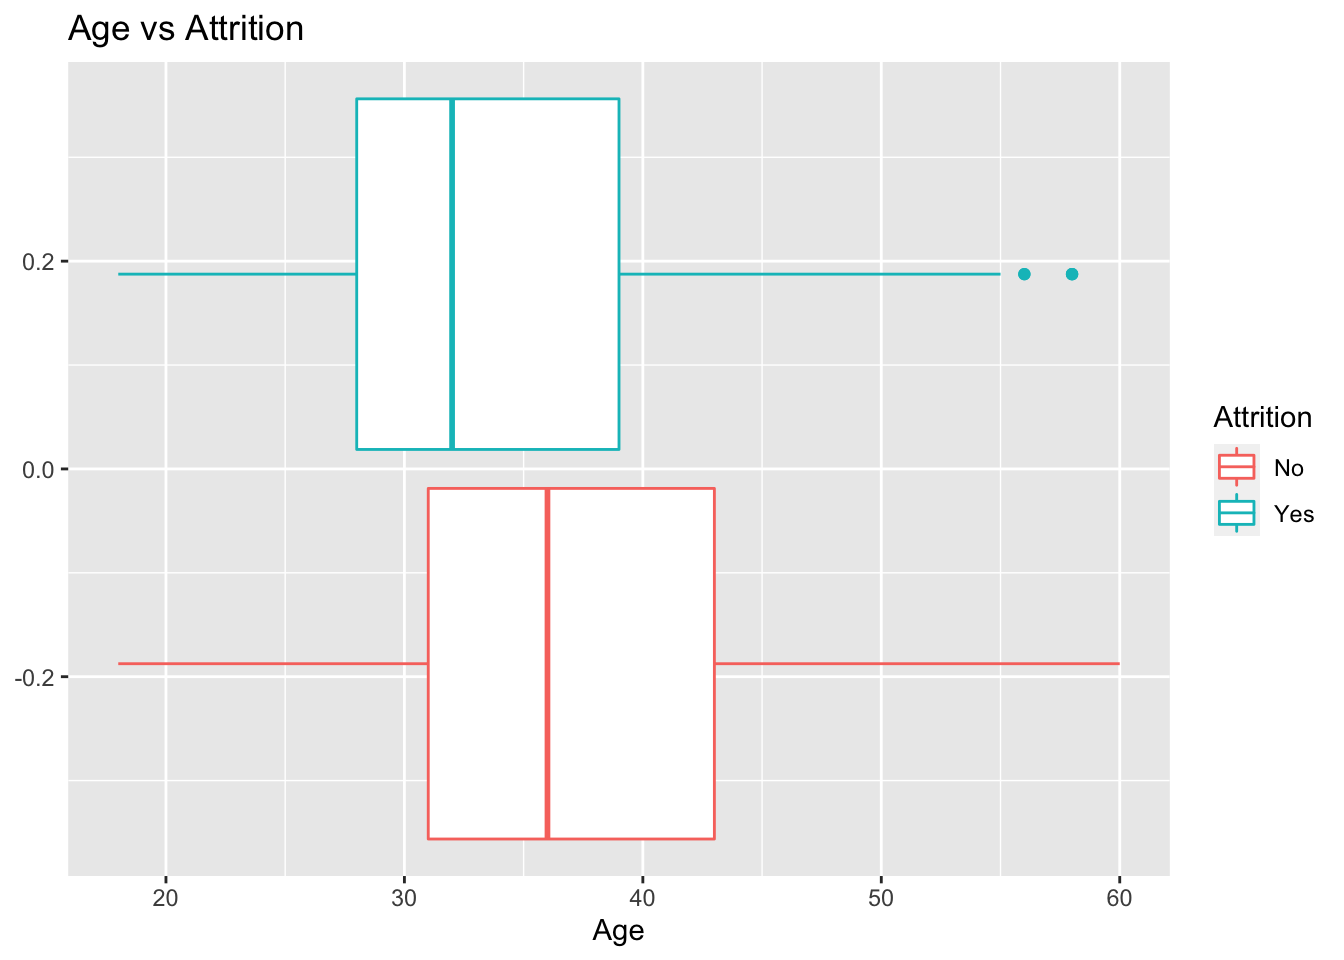 Age vs Attrition
0.2
0.0
-0.2
20 30 40 50 60
Age
Attrition
No
Yes